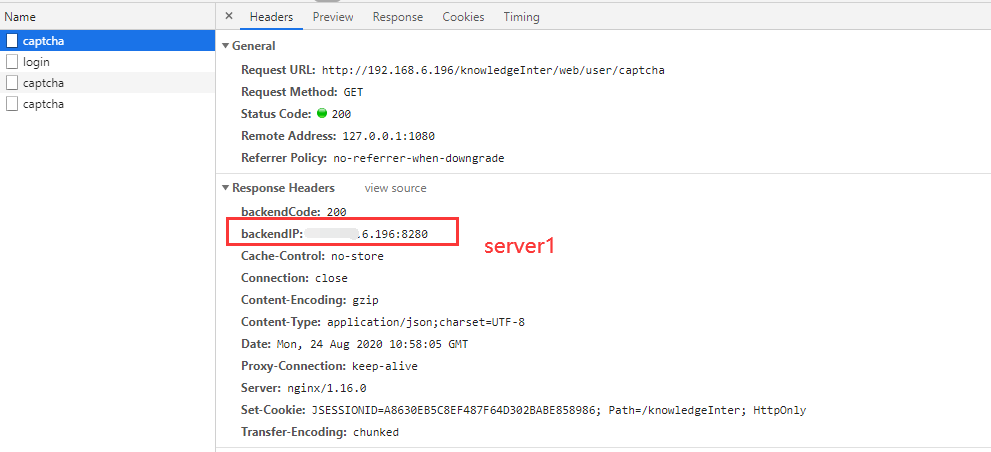 Name
captcha
login
captcha
captcha
× Headers Preview Response Cookies Timing
General
Request URL: http://192.168.6.196/knowledgeInter/web/user/captcha
Request Method: GET
Status Code: 200
Remote Address: 127.0.0.1:1080
Referrer Policy: no-referrer-when-downgrade
Response Headers view source
backendCode: 200
backendIP: .6.196:8280
server1
Cache-Control: no-store
Connection: close
Content-Encoding: gzip
Content-Type: application/json;charset=UTF-8
Date: Mon, 24 Aug 2020 10:58:05 GMT
Proxy-Connection: keep-alive
Server: nginx/1.16.0
Set-Cookie: JSESSIONID=A8630EB5C8EF487F64D302BABE858986; Path=/knowledgeInter; HttpOnly
Transfer-Encoding: chunked